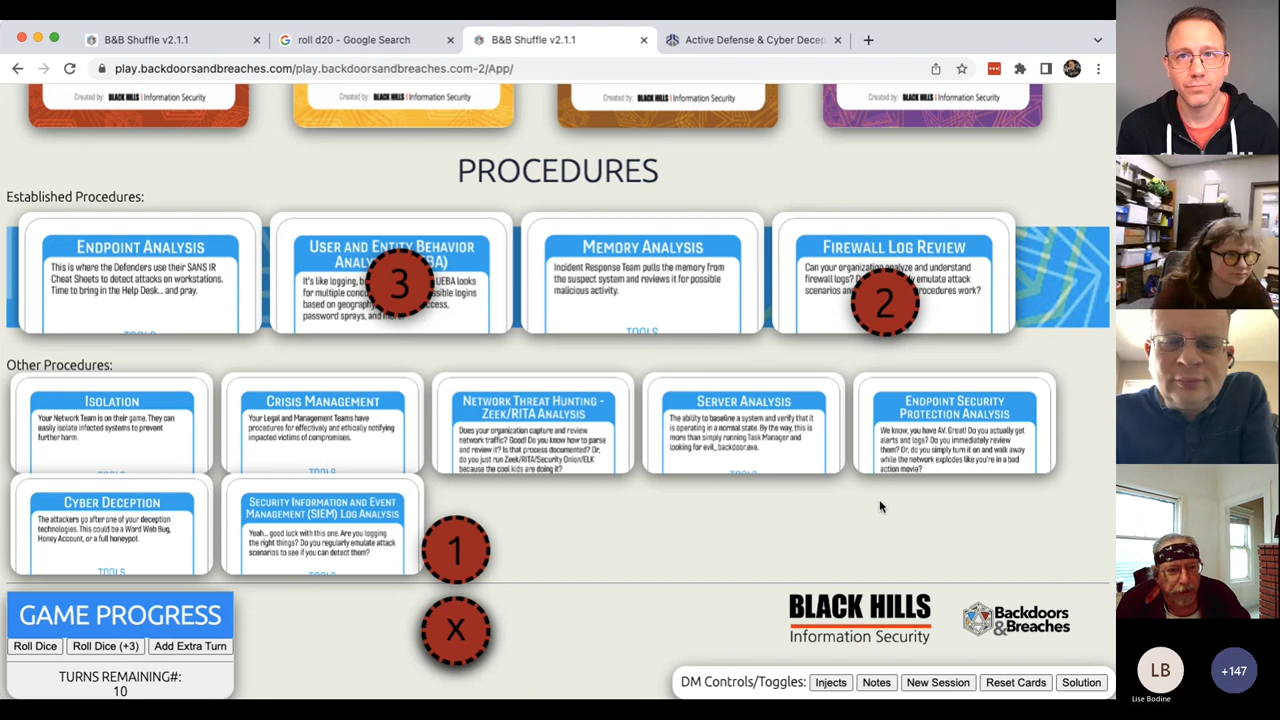 B&B Shuffle v2.1.1
roll d20 - Google Search
B&B Shuffle v2.1.1
Active Defense & Cyber Decep
play.backdoorsandbreaches.com/play.backdoorsandbreaches.com-2/App/
Created by: BLACK HILLS | Information Security
Created by: BLACK HILLS | Information Security
Created by: BLACK HILLS | Information Security
Created by: BLACK HILLS | Information Security
PROCEDURES
Established Procedures:
ENDPOINT ANALYSIS
This is where the Defenders use their SANS IR
Cheat Sheets to detect attacks on workstations.
Time to bring in the Help Desk... and pray.
TOOLS
USER AND ENTITY BEHAVIOR
BA)
It's like logging, UEBA looks
for multiple
based on geography
password sprays, and
3
MEMORY ANALYSIS
Incident Response Team pulls the memory from
the suspect system and reviews it for possible
malicious activity.
TOOLS
FIREWALL LOG REVIEW
Can your organization analyze and understand
firewall logs? emulate attack
scenarios procedures work?
2
Other Procedures:
ISOLATION
Your Network Team is on their game. They can
easily isolate infected systems to prevent
further harm.
TOOLS
CRISIS MANAGEMENT
Your Legal and Management Teams have
procedures for effectively and ethically notifying
impacted victims of compromises.
TOOLS
NETWORK THREAT HUNTING -
ZEEK/RITA ANALYSIS
Does your organization capture and review
network traffic? Good! Do you know how to parse
and review it? Is that process documented? Or,
do you just run Zeek/RITA/Security Onion/ELK
because the cool kids are doing it?
SERVER ANALYSIS
The ability to baseline a system and verify that it
is operating in a normal state. By the way, this is
more than simply running Task Manager and
looking for evil_backdoor.exe.
TOOLS
ENDPOINT SECURITY
PROTECTION ANALYSIS
We know, you have AV. Great! Do you actually get
alerts and logs? Do you immediately review
them? Or, do you simply turn it on and walk away
while the network explodes like you're in a bad
action movie?
CYBER DECEPTION
The attackers go after one of your deception
technologies. This could be a Word Web Bug,
Honey Account, or a full honeypot.
TOOLS
SECURITY INFORMATION AND EVENT
MANAGEMENT (SIEM) LOG ANALYSIS
Yeah... good luck with this one. Are you logging
the right things? Do you regularly emulate attack
scenarios to see if you can detect them?
TOOLS
1
X
GAME PROGRESS
Roll Dice
Roll Dice (+3)
Add Extra Turn
TURNS REMAINING#:
10
BLACK HILLS
Information Security
Backdoors
&Breaches
DM Controls/Toggles:
Injects
Notes
New Session
Reset Cards
Solution
LB
Lise Bodine
+147